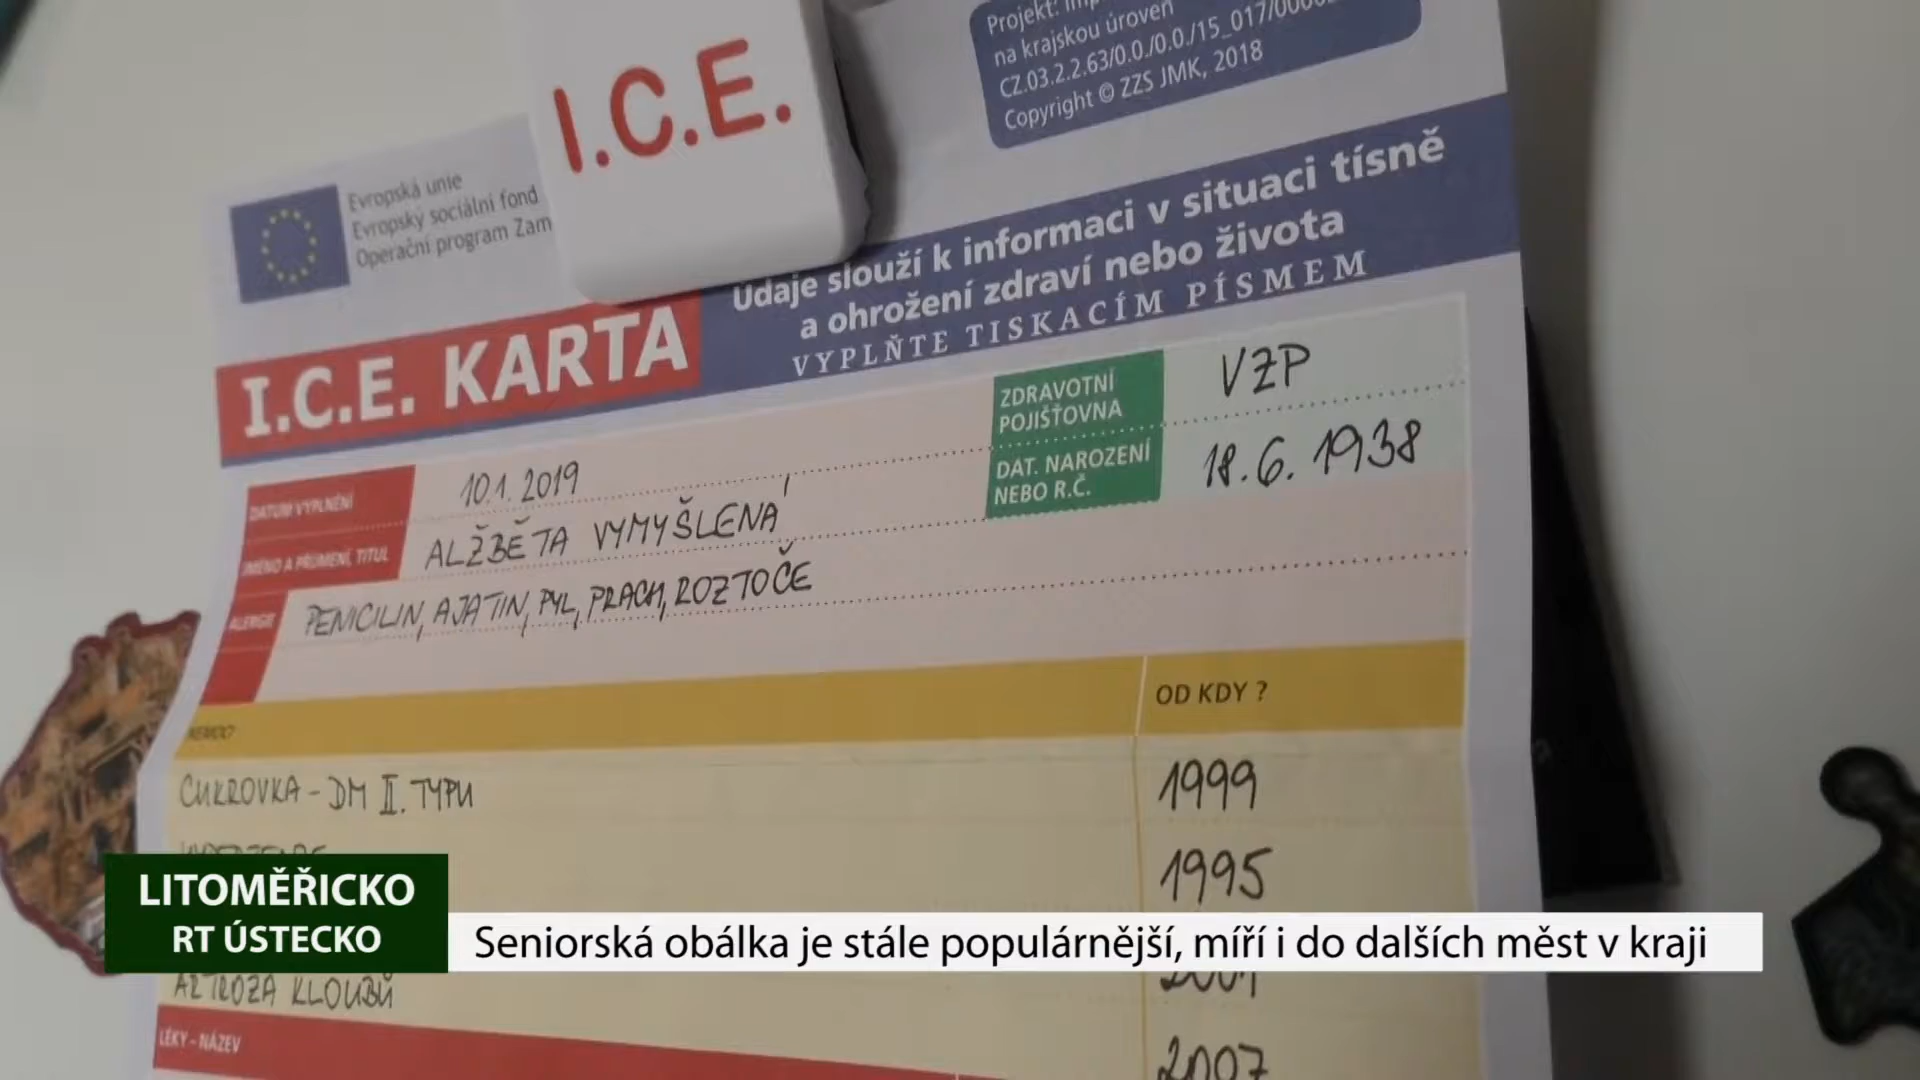 I.C.E.
Projekt:
na krajskou úroveň
CZ.03.2.2.63/0.0./0.0./15_017/000
Copyright © ZZS JMK, 2018
Evropská unie
Evropský sociální fond
Operační program Zam
Údaje slouží k informaci v situaci tísně
a ohrožení zdraví nebo života
VYPLŇTE TISKACÍM PÍSMEM
I.C.E. KARTA
ZDRAVOTNÍ POJIŠŤOVNA VZP
DAT. NAROZENÍ NEBO R.Č. 18.6.1938
DATUM VYPLNĚNÍ 10.1.2019
JMÉNO A PŘÍJMENÍ, TITUL ALŽBĚTA VYMYŠLENÁ
ALERGIE PENICILIN, AJATIN, PYL, PRACH, ROZTOČE
NEMOCI OD KDY ?
CUKROVKA - DM II. TYPU 1999
1995
LITOMĚŘICKO
RT ÚSTECKO
Seniorská obálka je stále populárnější, míří i do dalších měst v kraji
ARTROZA KLOUBŮ 2001
LÉKY - NÁZEV
2007